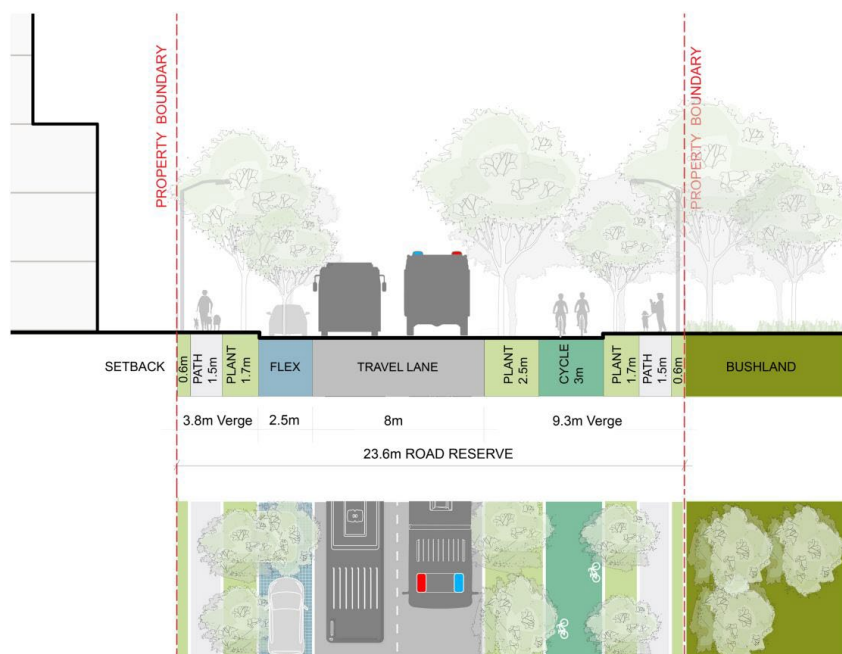 PROPERTY BOUNDARY
PROPERTY BOUNDARY
SETBACK
0.6m
PATH
1.5m
PLANT
1.7m
FLEX
TRAVEL LANE
PLANT
2.5m
CYCLE
3m
PLANT
1.7m
PATH
1.5m
0.6m
BUSHLAND
3.8m Verge
2.5m
8m
9.3m Verge
23.6m ROAD RESERVE